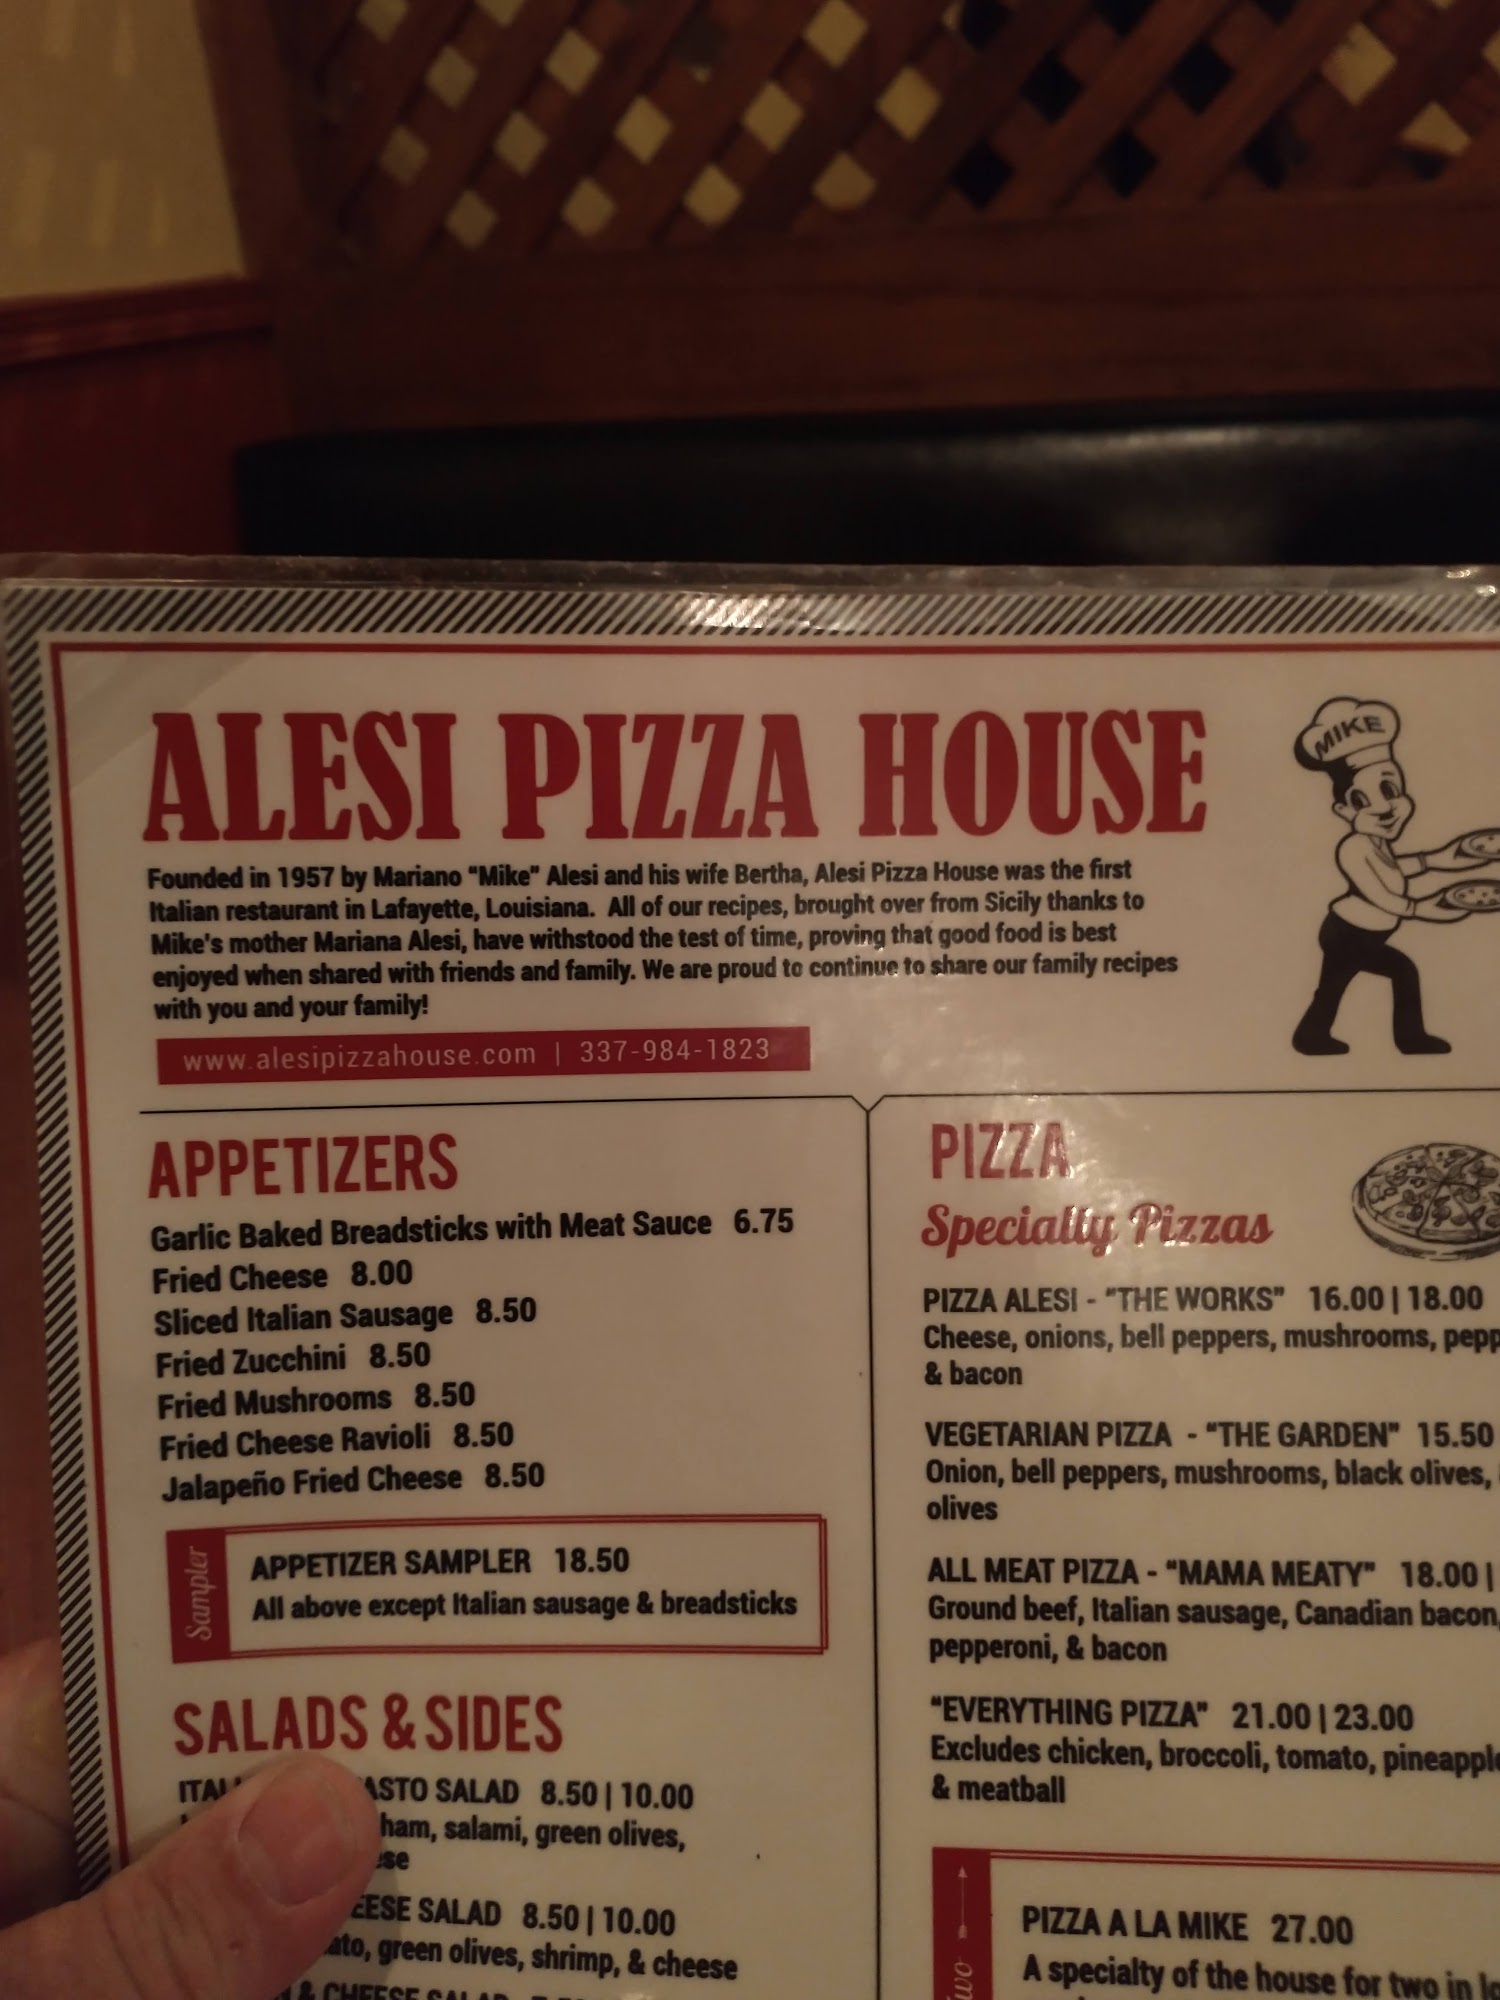 ALESI PIZZA HOUSE
MIKE
Founded in 1957 by Mariano "Mike" Alesi and his wife Bertha, Alesi Pizza House was the first
Italian restaurant in Lafayette, Louisiana. All of our recipes, brought over from Sicily thanks to
Mike's mother Mariana Alesi, have withstood the test of time, proving that good food is best
enjoyed when shared with friends and family. We are proud to continue to share our family recipes
with you and your family!
www.alesipizzahouse.com | 337-984-1823
APPETIZERS
Garlic Baked Breadsticks with Meat Sauce 6.75
Fried Cheese 8.00
Sliced Italian Sausage 8.50
Fried Zucchini 8.50
Fried Mushrooms 8.50
Fried Cheese Ravioli 8.50
Jalapeño Fried Cheese 8.50
Sampler
APPETIZER SAMPLER 18.50
All above except Italian sausage & breadsticks
SALADS & SIDES
SALAD 8.50 | 10.00
ham, salami, green olives,
SALAD 8.50 | 10.00
green olives, shrimp, & cheese
& CHEESE SALAD
PIZZA
Specialty Pizzas
PIZZA ALESI - "THE WORKS" 16.00 | 18.00
Cheese, onions, bell peppers, mushrooms,
& bacon
VEGETARIAN PIZZA - "THE GARDEN" 15.50
Onion, bell peppers, mushrooms, black olives,
olives
ALL MEAT PIZZA - "MAMA MEATY" 18.00 |
Ground beef, Italian sausage, Canadian bacon,
pepperoni, & bacon
"EVERYTHING PIZZA" 21.00 | 23.00
Excludes chicken, broccoli, tomato, pineapple
& meatball
PIZZA A LA MIKE 27.00
A specialty of the house for two in